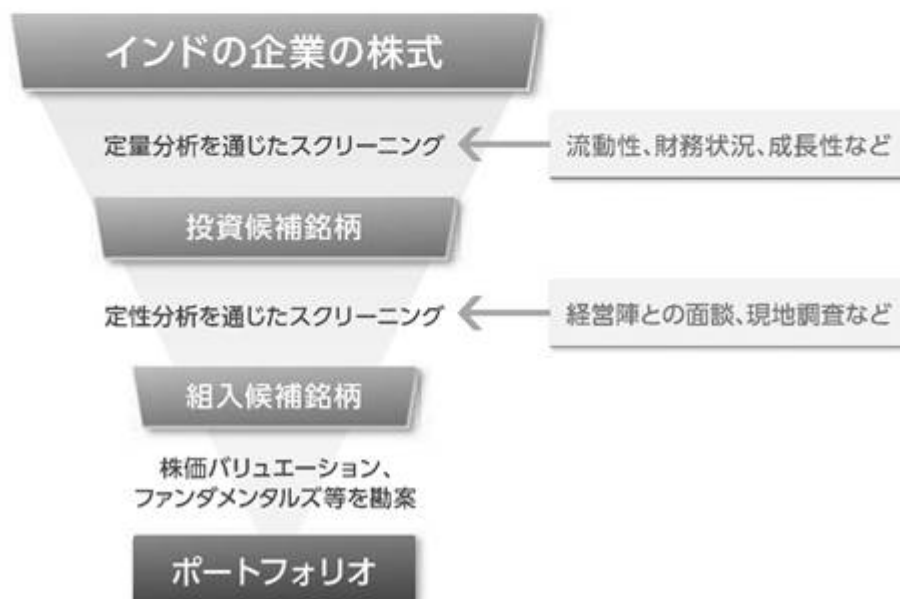 インドの企業の株式
定量分析を通じたスクリーニング
流動性、財務状況、成長性など
投資候補銘柄
定性分析を通じたスクリーニング
経営陣との面談、現地調査など
組入候補銘柄
株価バリュエーション、
ファンダメンタルズ等を勘案
ポートフォリオ